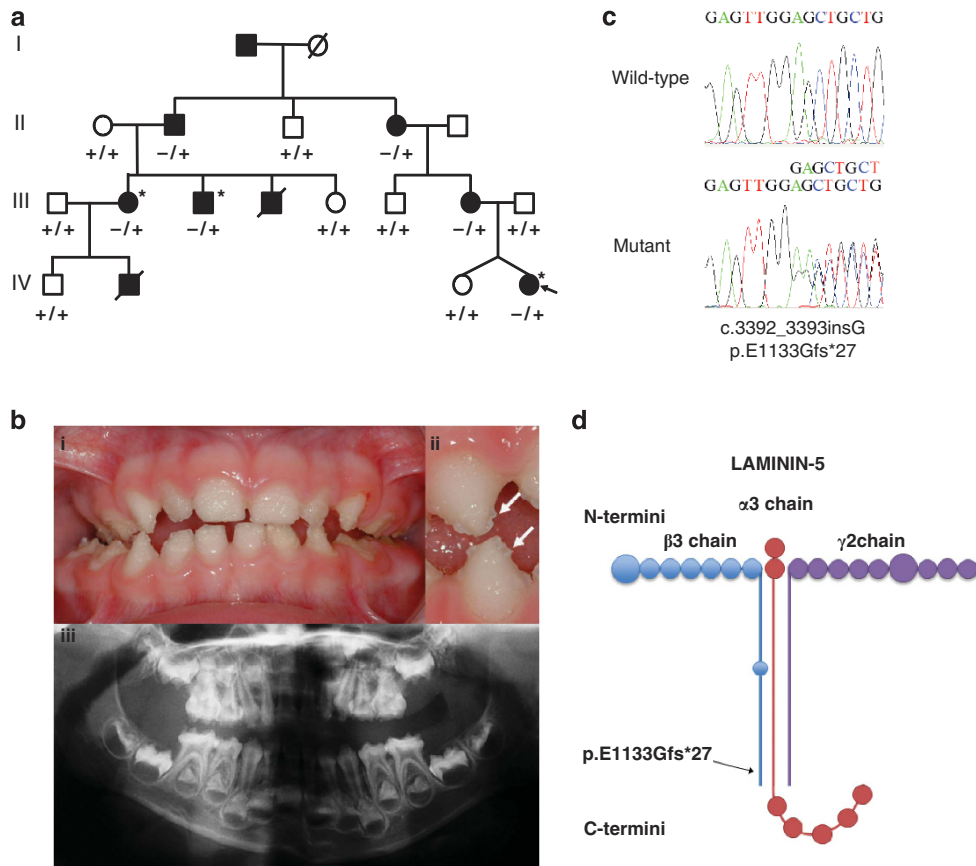 a
I
II
+/+ −/+ +/+ −/+
III
* *
+/+ −/+ −/+ +/+ +/+ −/+ +/+
IV
*
+/+ +/+ −/+
b
i
ii
iii
c
GAGTTGGAGCTGCTG
Wild-type
GAGCTGCT
GAGTTGGAGCTGCTG
Mutant
c.3392_3393insG
p.E1133Gfs*27
d
LAMININ-5
α3 chain
N-termini
β3 chain
γ2chain
p.E1133Gfs*27
C-termini